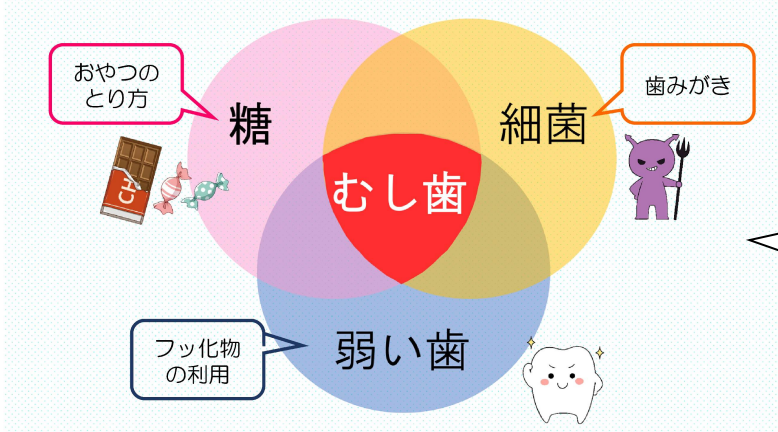 おやつの
とり方
糖
細菌
歯みがき
むし歯
弱い歯
フッ化物
の利用